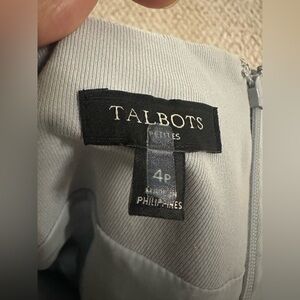 TALBOTS
PETITES
4P
MADE IN
PHILIPPINES